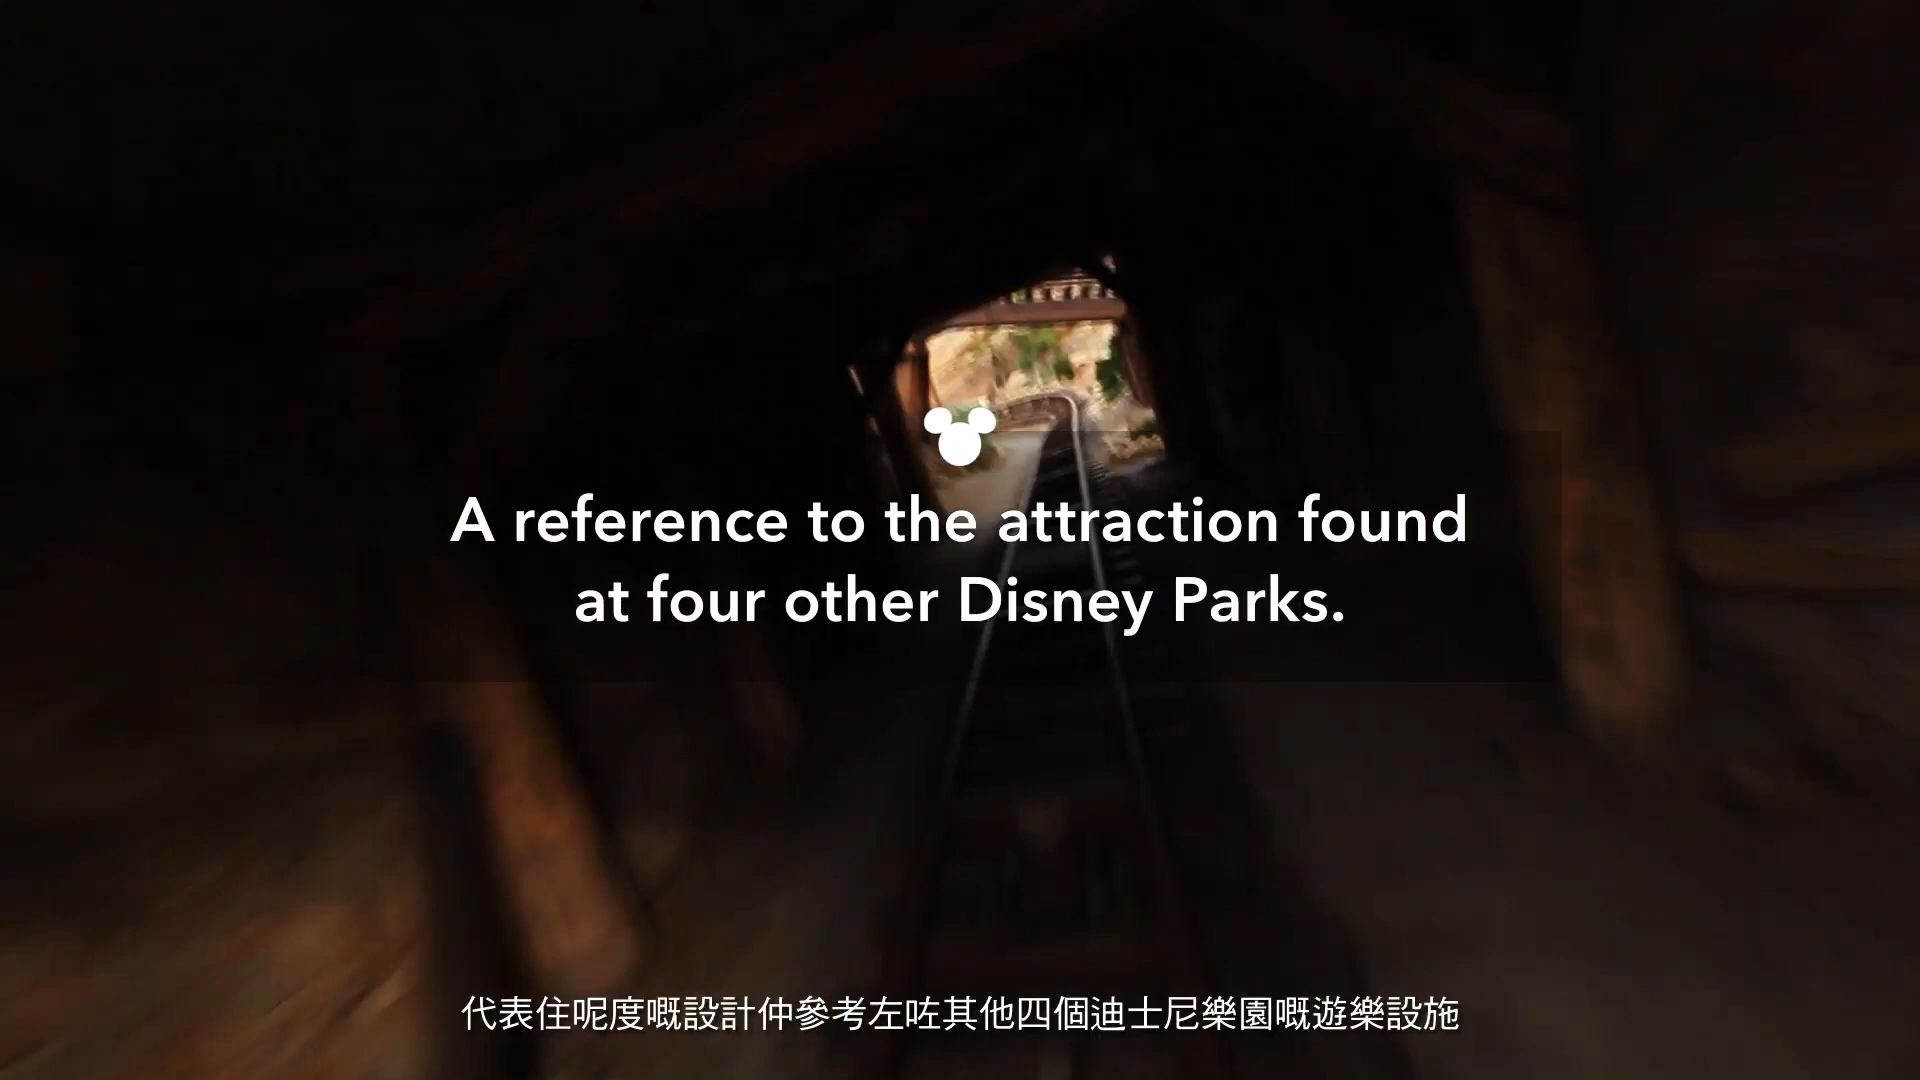 A reference to the attraction found
at four other Disney Parks.
代表住呢度嘅設計仲參考左咗其他四個迪士尼樂園嘅遊樂設施